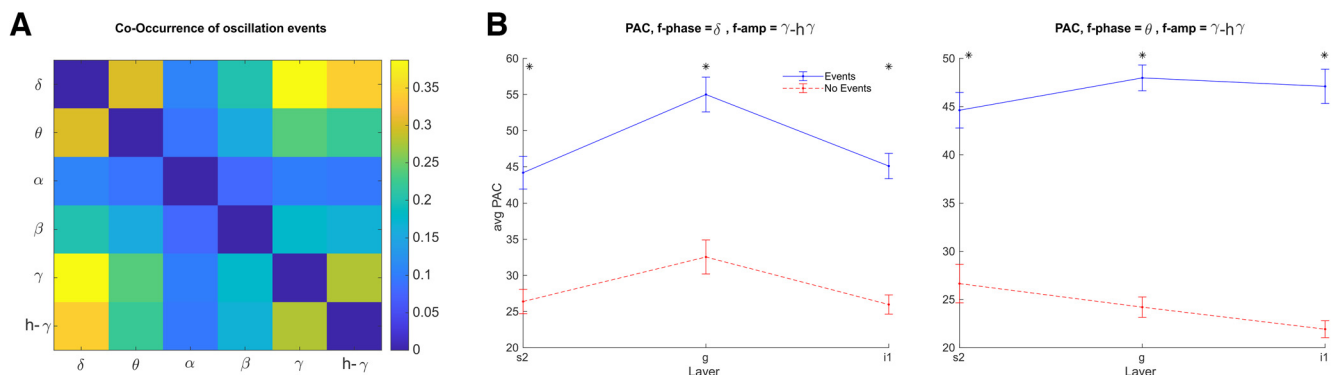 A
Co-Occurrence of oscillation events
δ
θ
α
β
γ
h-γ
δ θ α β γ h-γ
0.35
0.3
0.25
0.2
0.15
0.1
0.05
0
B
PAC, f-phase = δ , f-amp = γ-hγ
60
55
50
45
40
35
30
25
20
avg PAC
* * *
Events
No Events
s2 g i1
Layer
PAC, f-phase = θ , f-amp = γ-hγ
50
45
40
35
30
25
20
* * *
s2 g i1
Layer